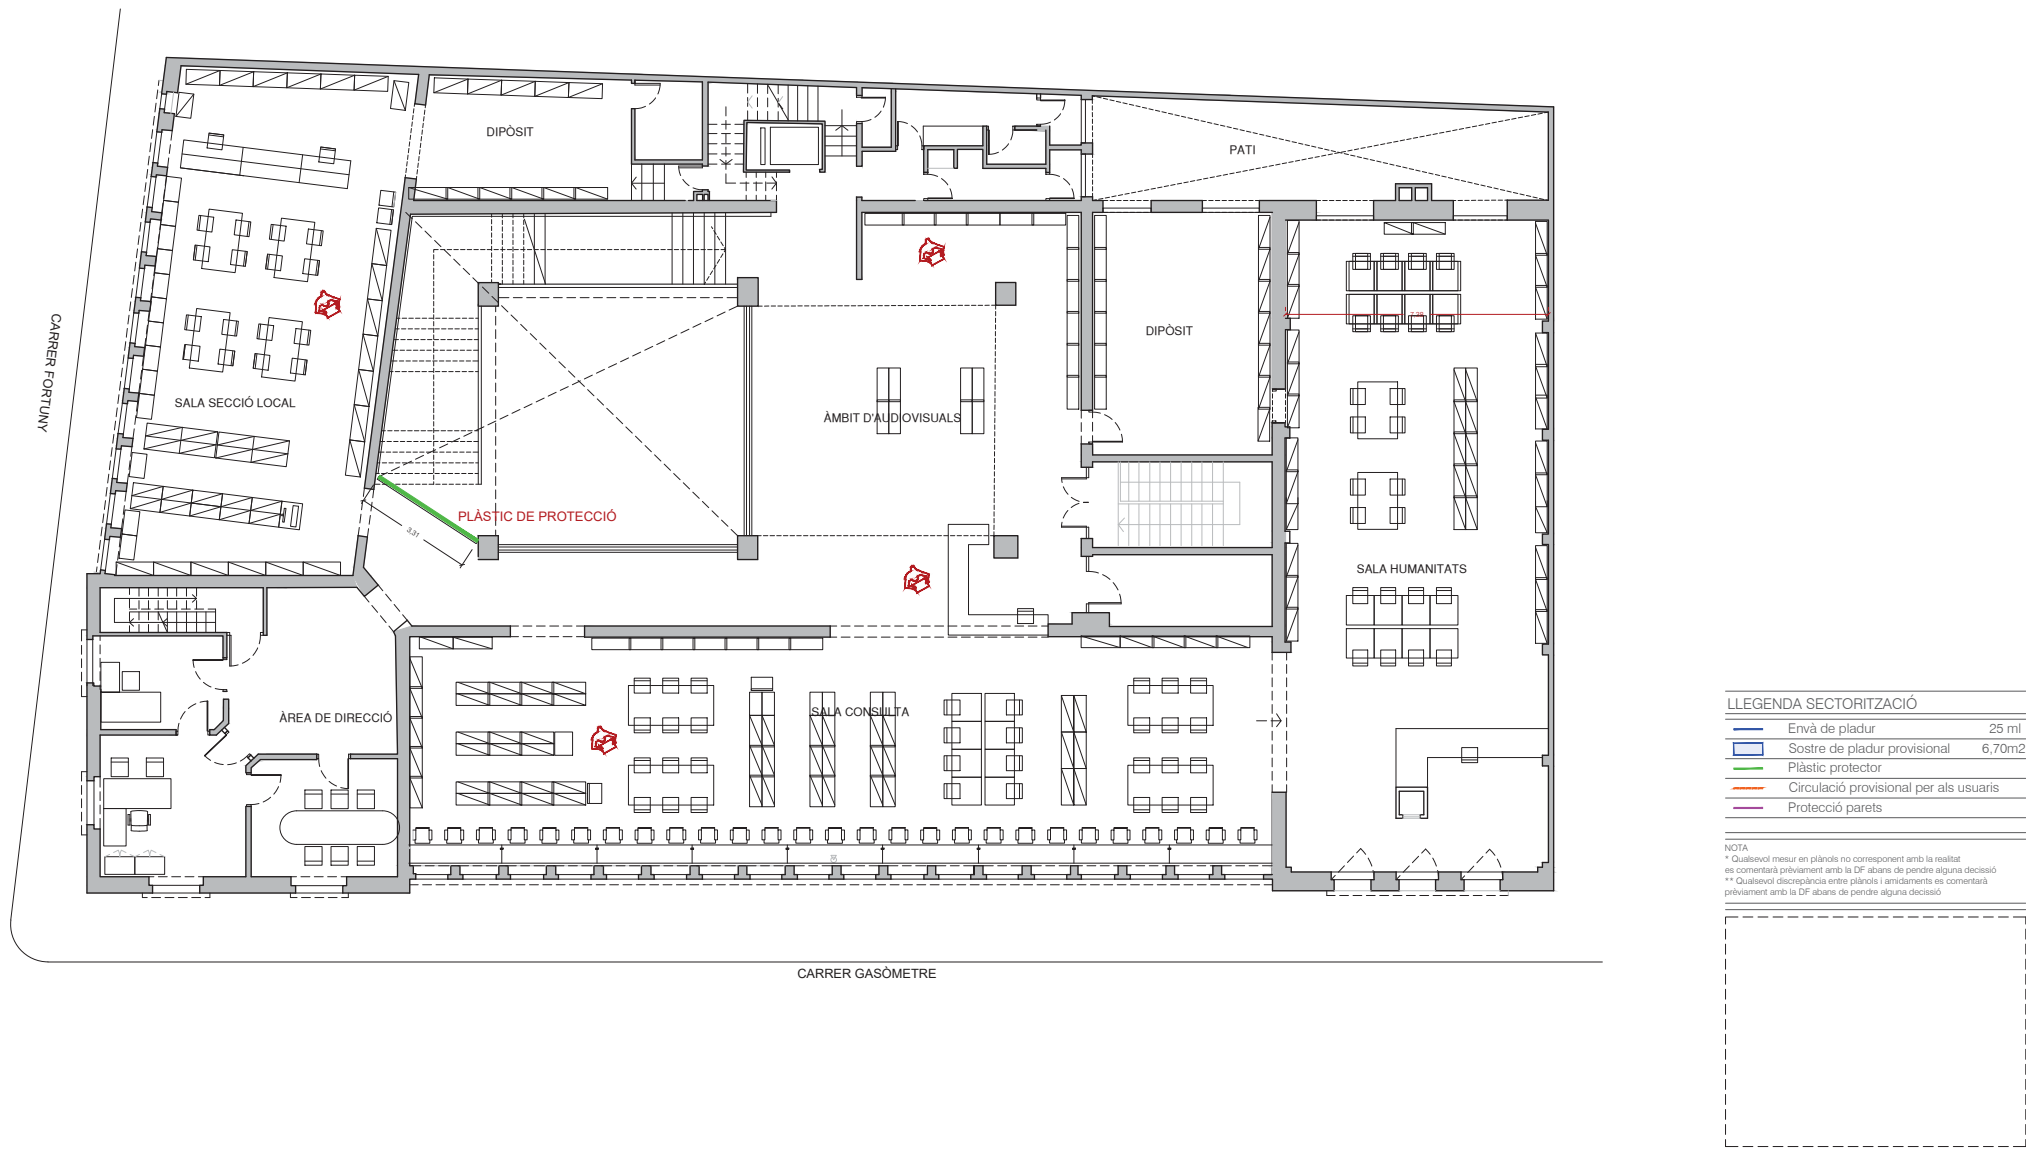 DIPÒSIT
PATI
CARRER FORTUNY
SALA SECCIÓ LOCAL
DIPÒSIT
7.38
ÀMBIT D'AUDIOVISUALS
PLÀSTIC DE PROTECCIÓ
3.31
SALA HUMANITATS
ÀREA DE DIRECCIÓ
SALA CONSULTA
CARRER GASÒMETRE
LLEGENDA SECTORITZACIÓ
Envà de pladur 25 ml
Sostre de pladur provisional 6,70m2
Plàstic protector
Circulació provisional per als usuaris
Protecció parets
NOTA
* Qualsevol mesur en plànols no corresponent amb la realitat
es comentarà prèviament amb la DF abans de pendre alguna decissió
** Qualsevol discrepància entre plànols i amidaments es comentarà
prèviament amb la DF abans de pendre alguna decissió